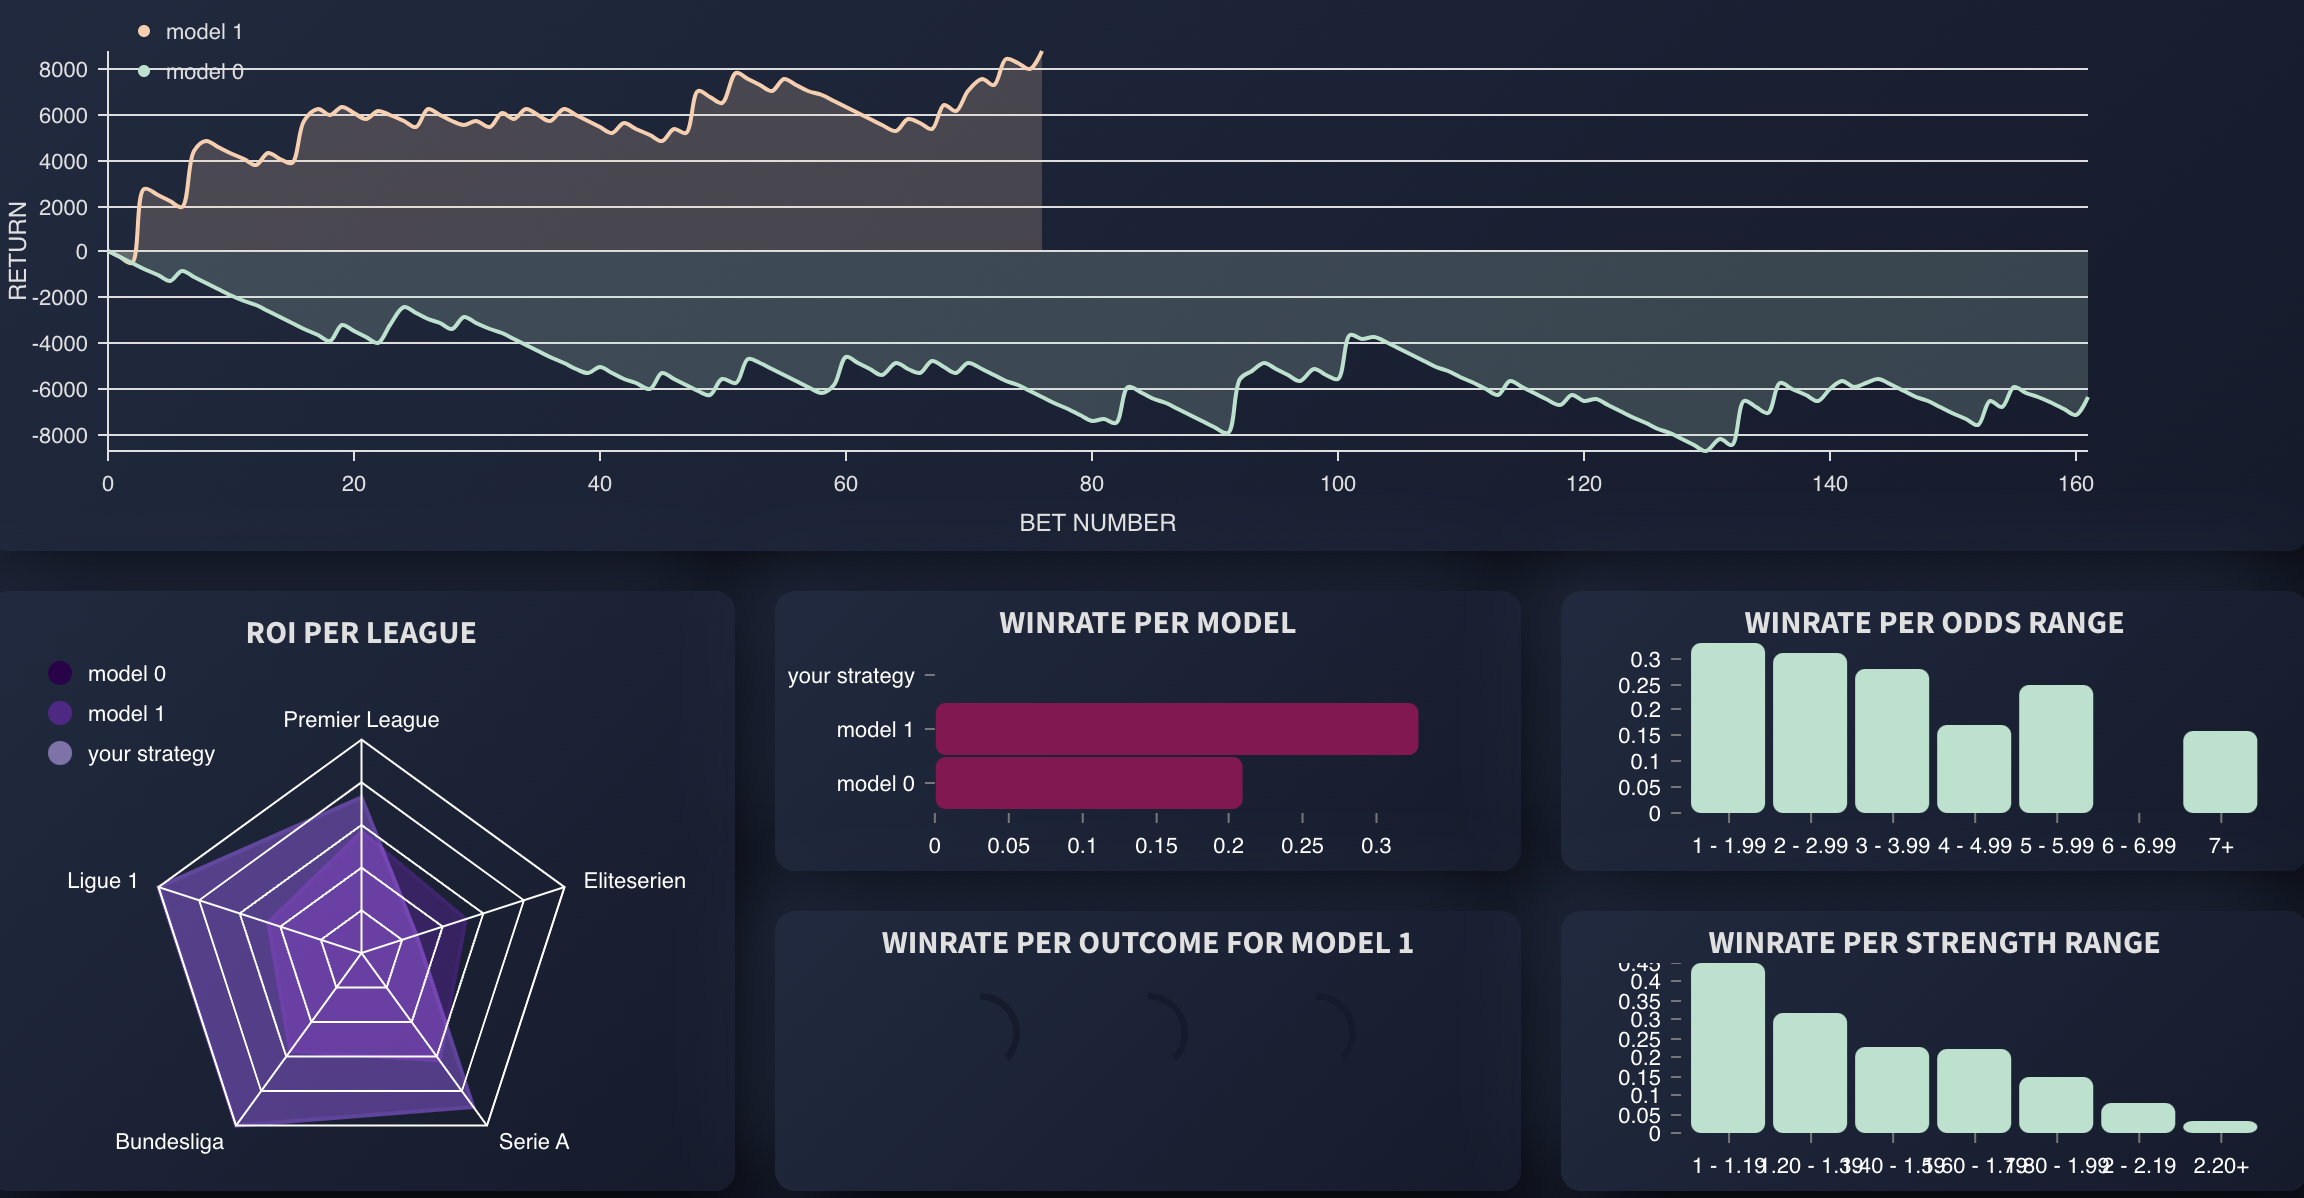 model 1
model 0
8000
6000
4000
2000
0
-2000
-4000
-6000
-8000
RETURN
0 20 40 60 80 100 120 140 160
BET NUMBER
ROI PER LEAGUE
model 0
model 1
your strategy
Premier League
Ligue 1
Eliteserien
Bundesliga
Serie A
WINRATE PER MODEL
your strategy
model 1
model 0
0 0.05 0.1 0.15 0.2 0.25 0.3
WINRATE PER ODDS RANGE
0.3
0.25
0.2
0.15
0.1
0.05
0
1 - 1.99 2 - 2.99 3 - 3.99 4 - 4.99 5 - 5.99 6 - 6.99 7+
WINRATE PER OUTCOME FOR MODEL 1
WINRATE PER STRENGTH RANGE
0.45
0.4
0.35
0.3
0.25
0.2
0.15
0.1
0.05
0
1 - 1.19 1.20 - 1.39 1.40 - 1.59 1.60 - 1.79 1.80 - 1.99 2 - 2.19 2.20+